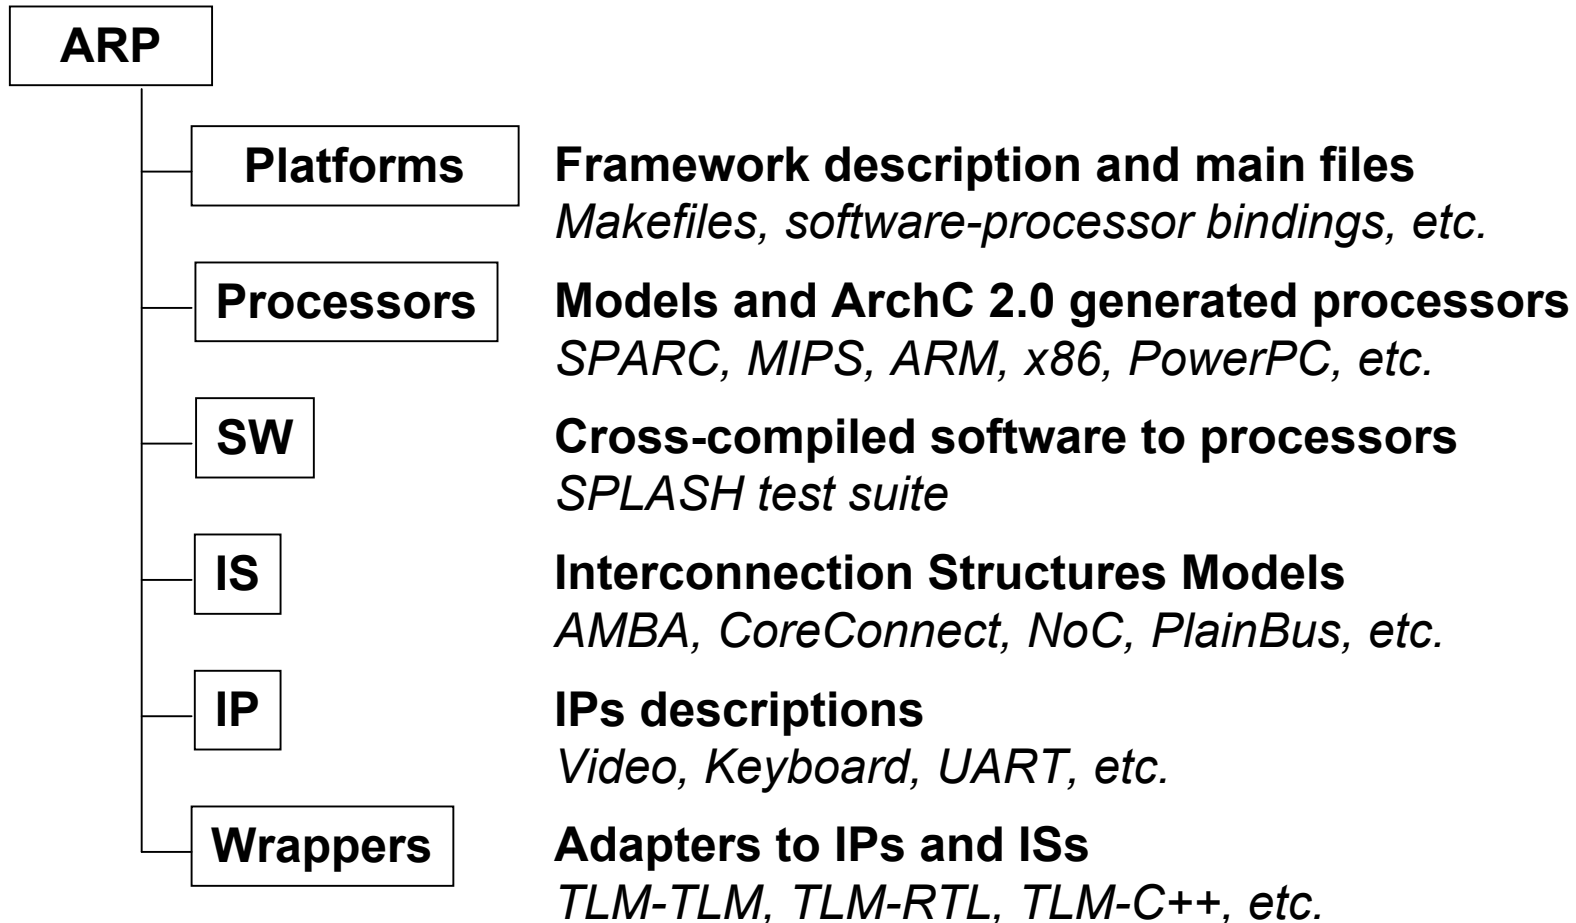 ARP
Platforms
Framework description and main files
Makefiles, software-processor bindings, etc.
Processors
Models and ArchC 2.0 generated processors
SPARC, MIPS, ARM, x86, PowerPC, etc.
SW
Cross-compiled software to processors
SPLASH test suite
IS
Interconnection Structures Models
AMBA, CoreConnect, NoC, PlainBus, etc.
IP
IPs descriptions
Video, Keyboard, UART, etc.
Wrappers
Adapters to IPs and ISs
TLM-TLM, TLM-RTL, TLM-C++, etc.